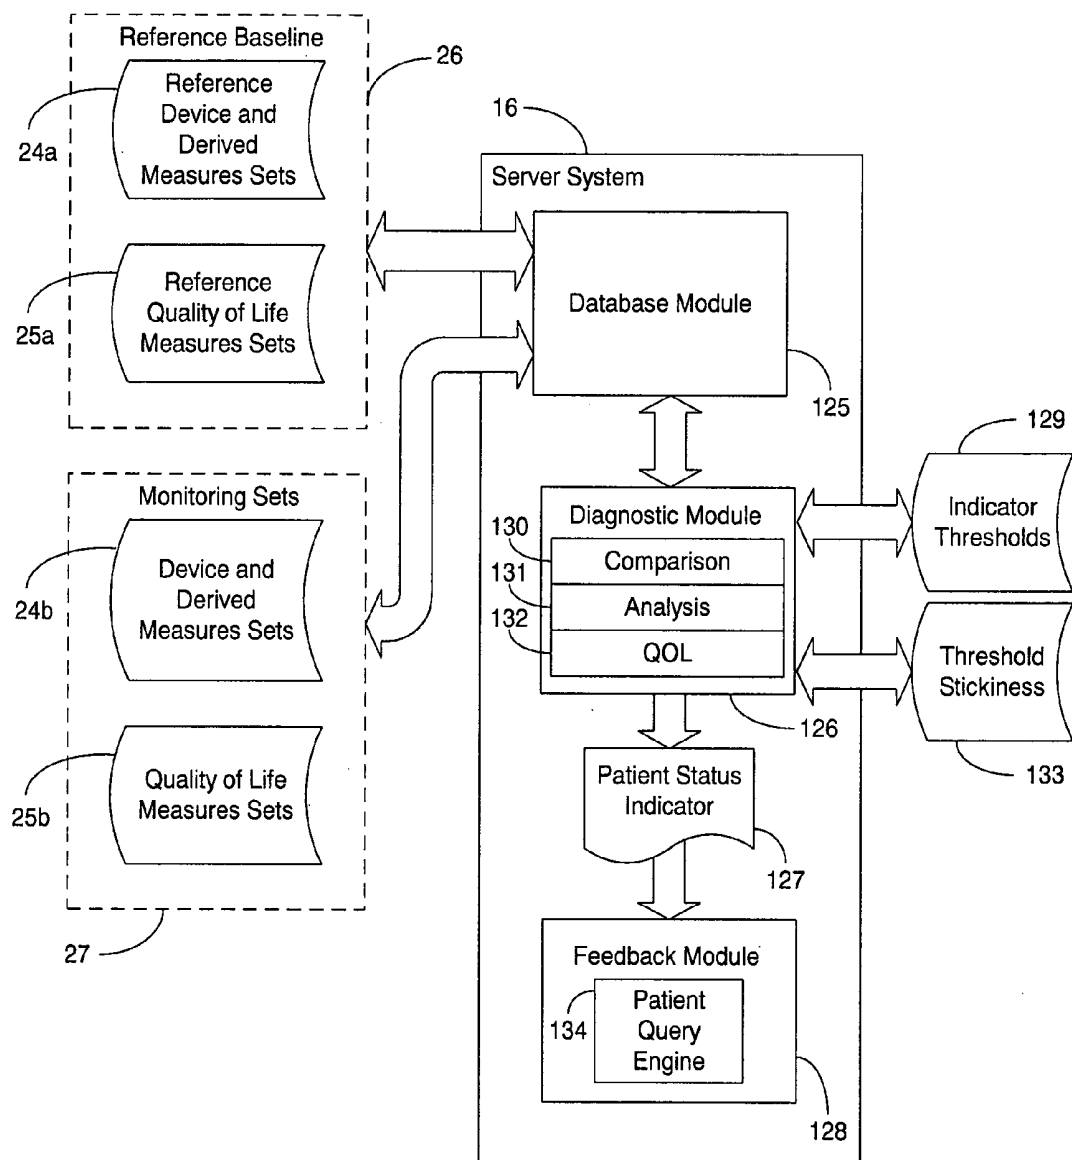 Reference Baseline
26
Reference
Device and
Derived
Measures Sets
24a
Reference
Quality of Life
Measures Sets
25a
16
Server System
Database Module
125
Monitoring Sets
Device and
Derived
Measures Sets
24b
Quality of Life
Measures Sets
25b
27
Diagnostic Module
130
Comparison
131
Analysis
132
QOL
126
129
Indicator
Thresholds
Threshold
Stickiness
133
Patient Status
Indicator
127
Feedback Module
134
Patient
Query
Engine
128